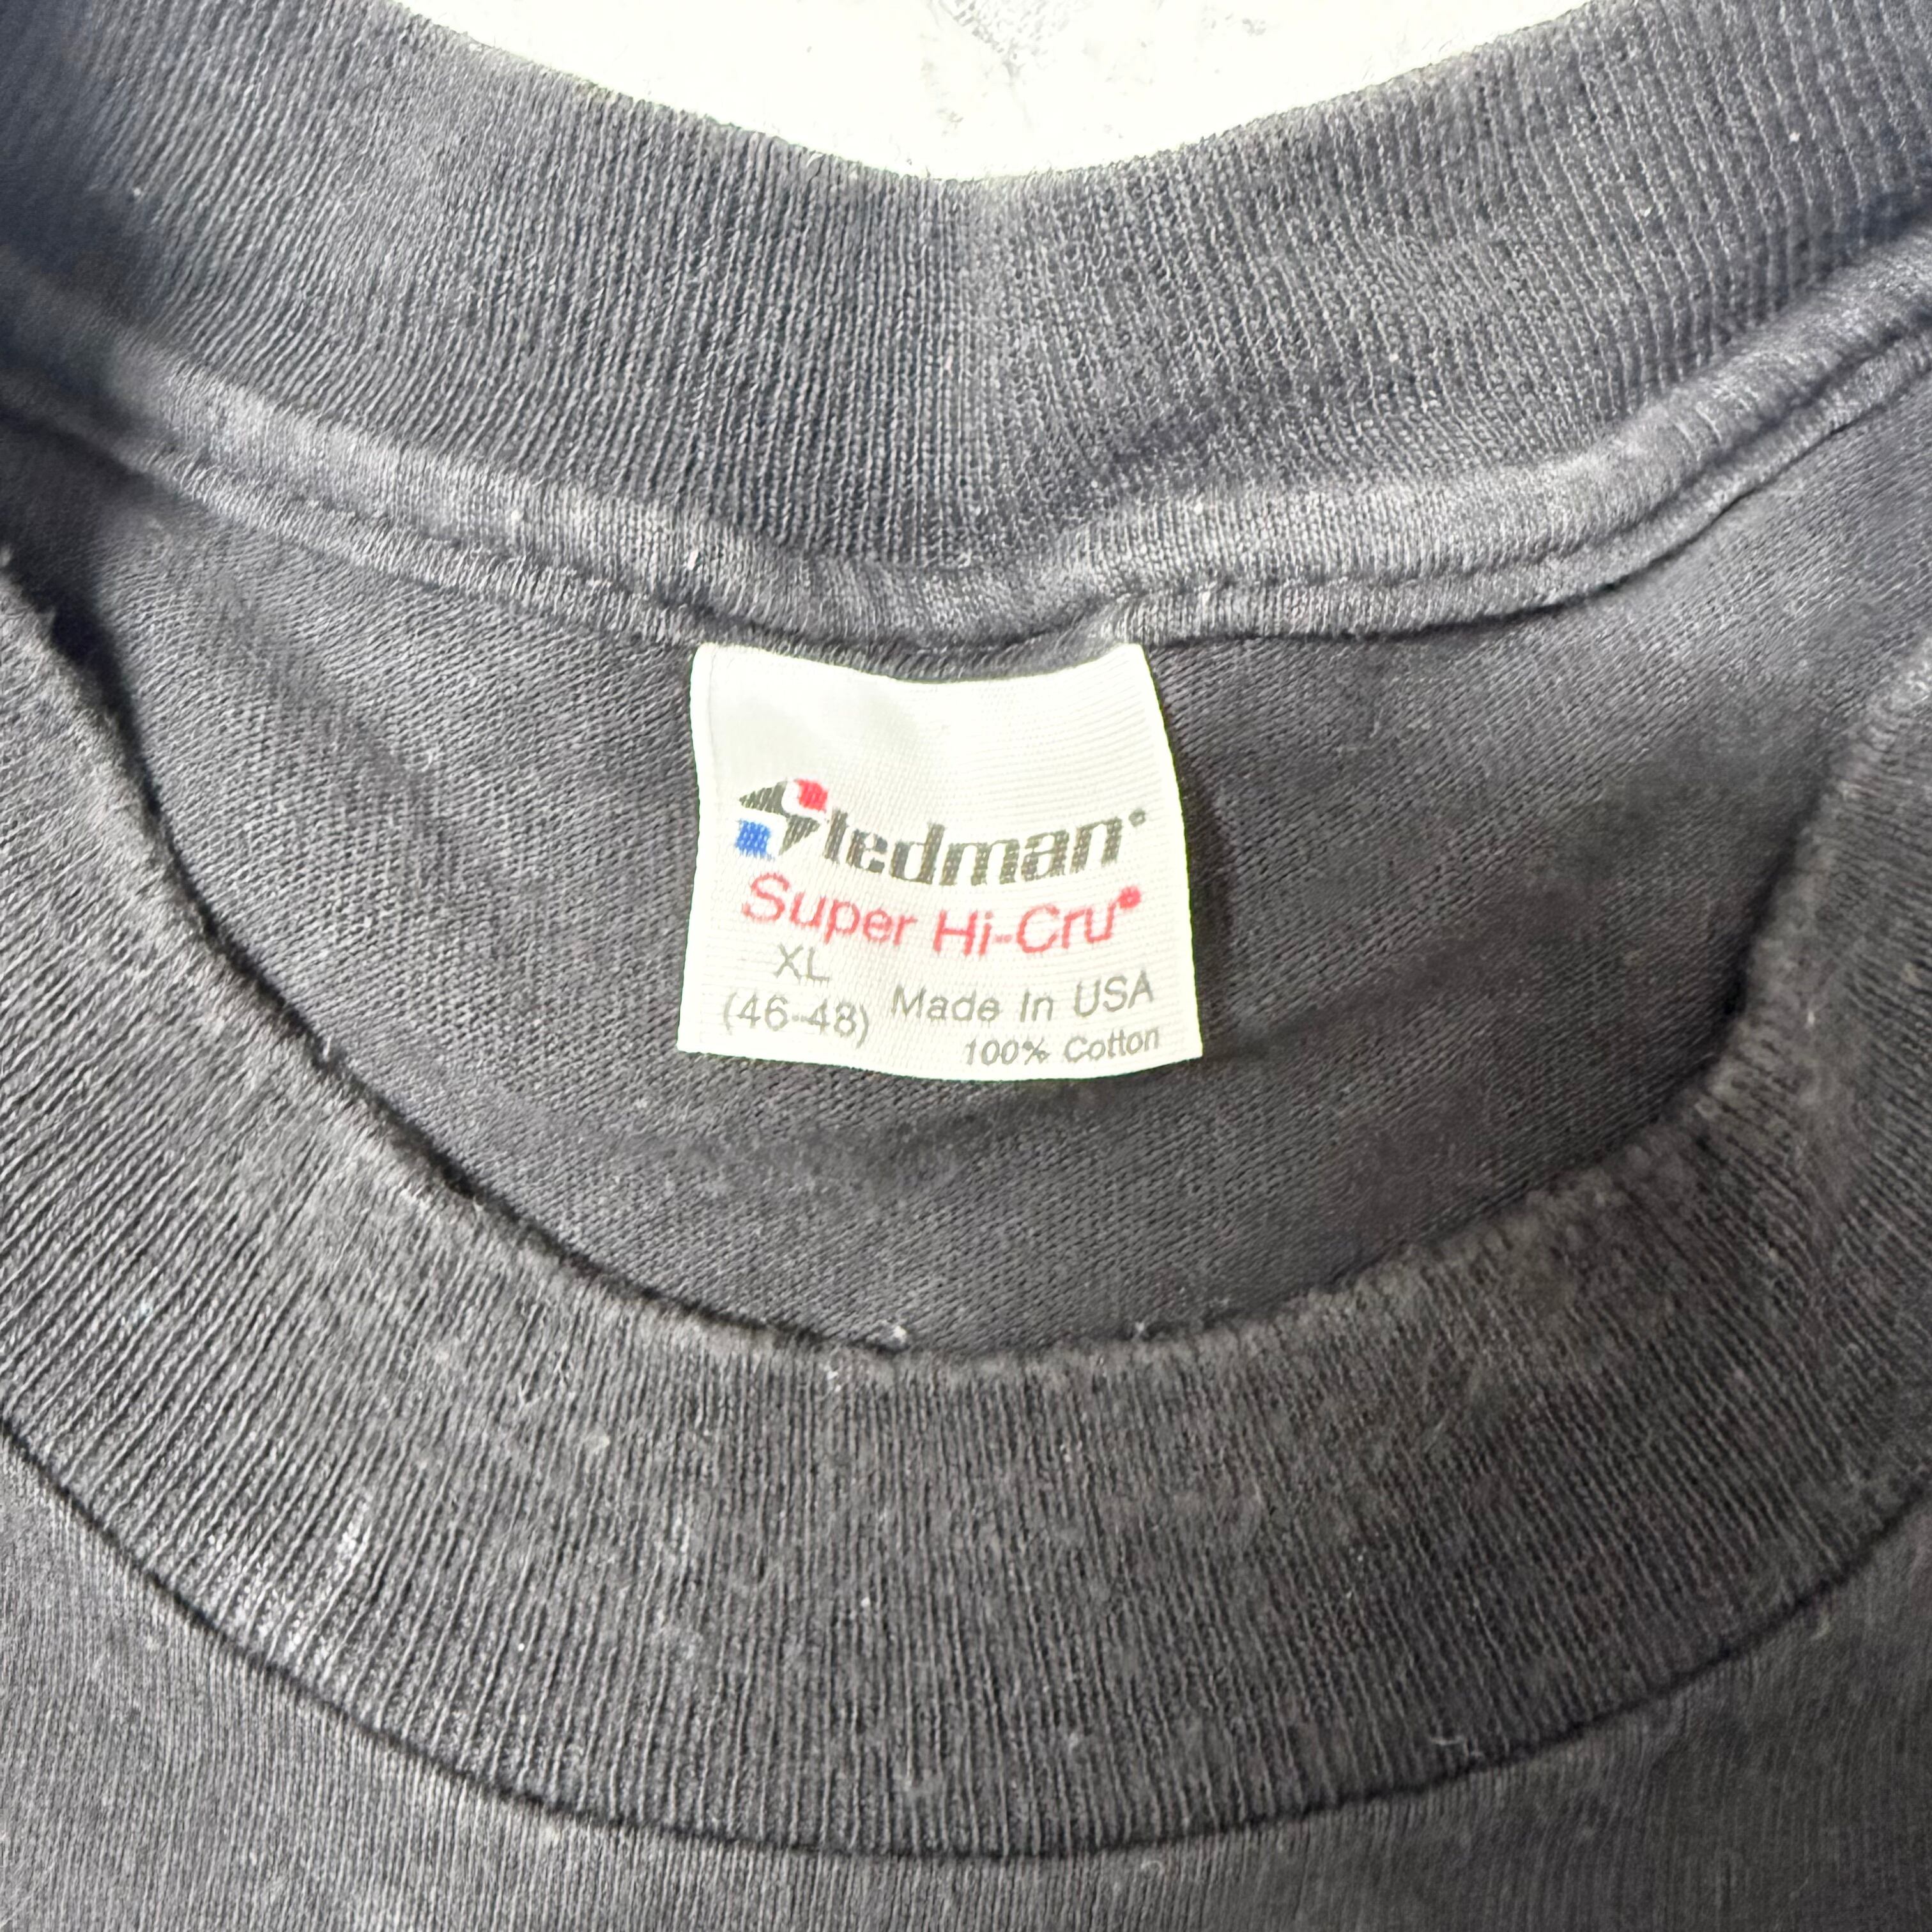 Stedman®
Super Hi-Cru®
XL
(46-48) Made In USA
100% Cotton